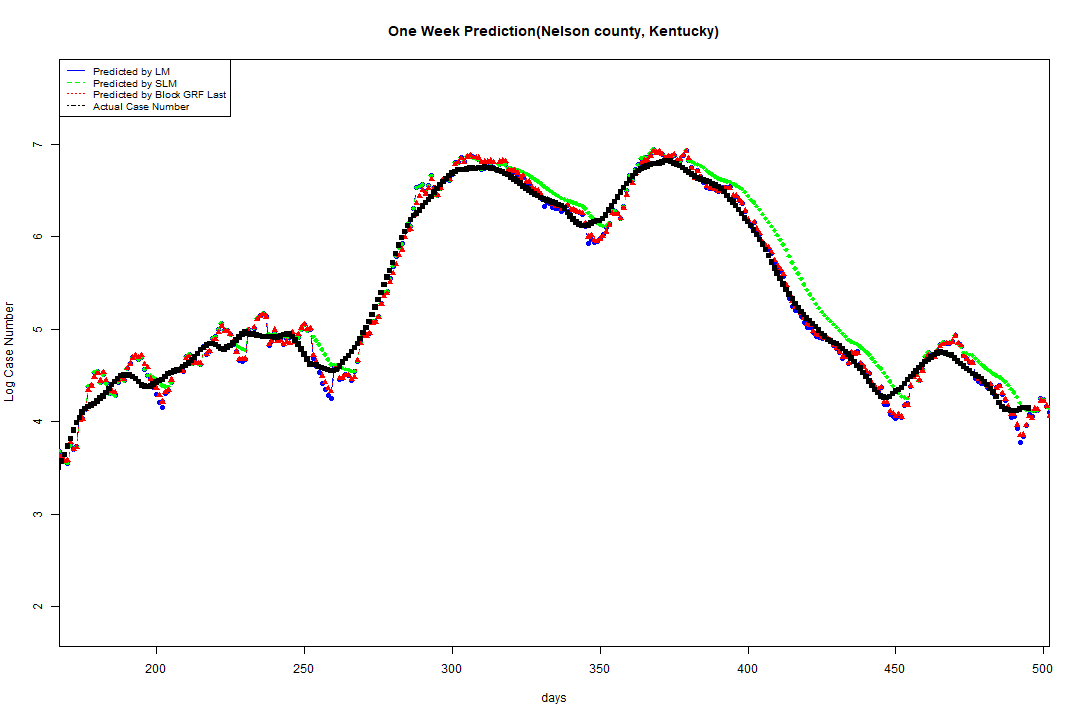 One Week Prediction(Nelson county, Kentucky)
Predicted by LM
Predicted by SLM
Predicted by Block GRF Last
Actual Case Number
7
6
5
4
3
2
Log Case Number
200 250 300 350 400 450 500
days